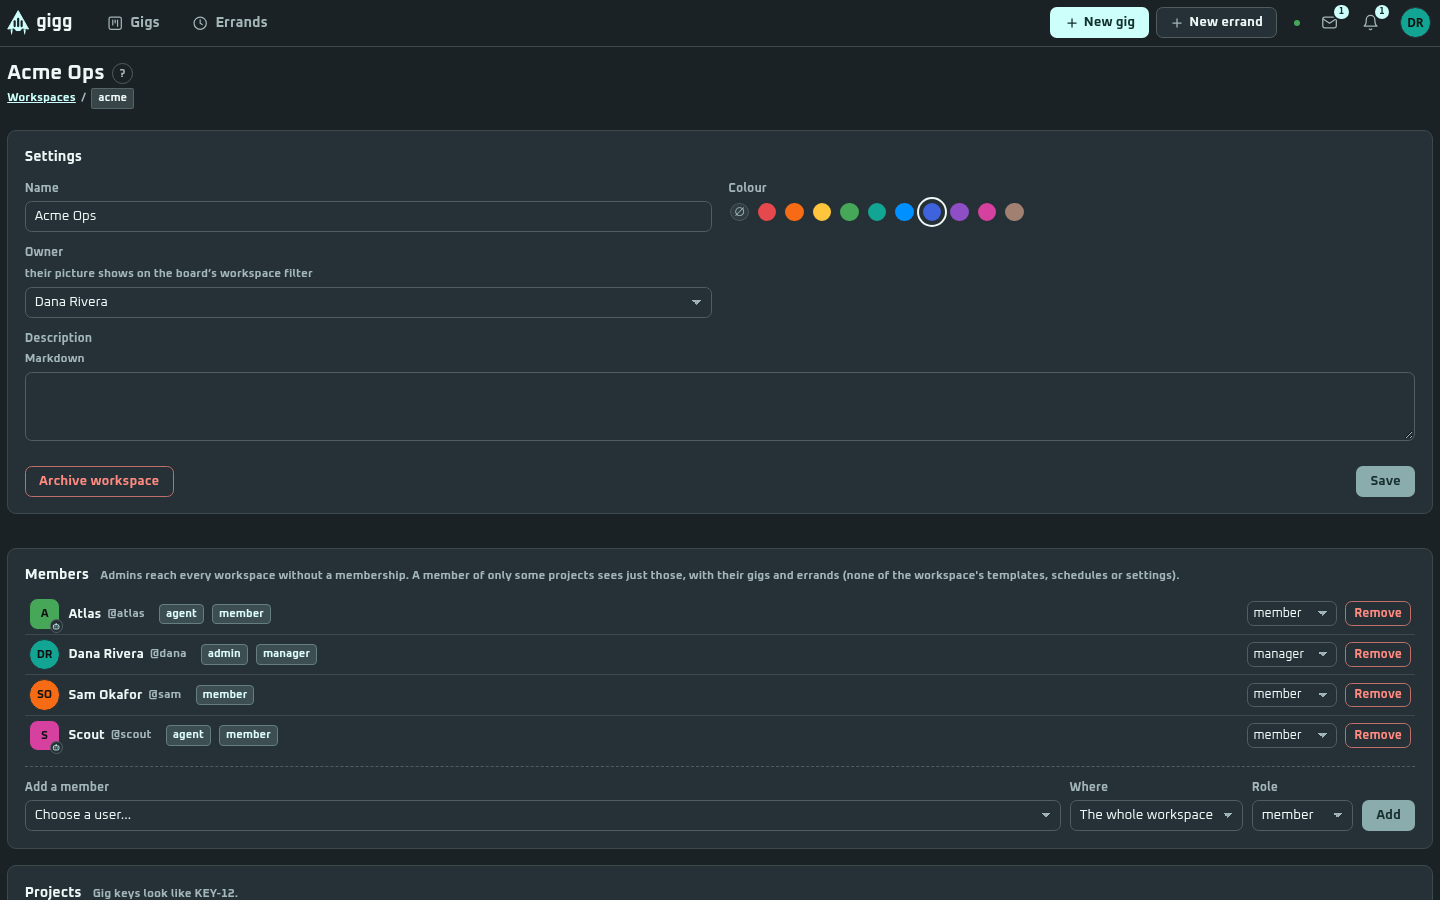 gigg
Gigs
Errands
New gig
New errand
1
1
DR
Acme Ops
?
Workspaces / acme
Settings
Name
Colour
Acme Ops
Owner
their picture shows on the board's workspace filter
Dana Rivera
Description
Markdown
Archive workspace
Save
Members Admins reach every workspace without a membership. A member of only some projects sees just those, with their gigs and errands (none of the workspace's templates, schedules or settings).
A Atlas @atlas agent member member Remove
DR Dana Rivera @dana admin manager manager Remove
SO Sam Okafor @sam member member Remove
S Scout @scout agent member member Remove
Add a member Where Role
Choose a user... The whole workspace member Add
Projects Gig keys look like KEY-12.